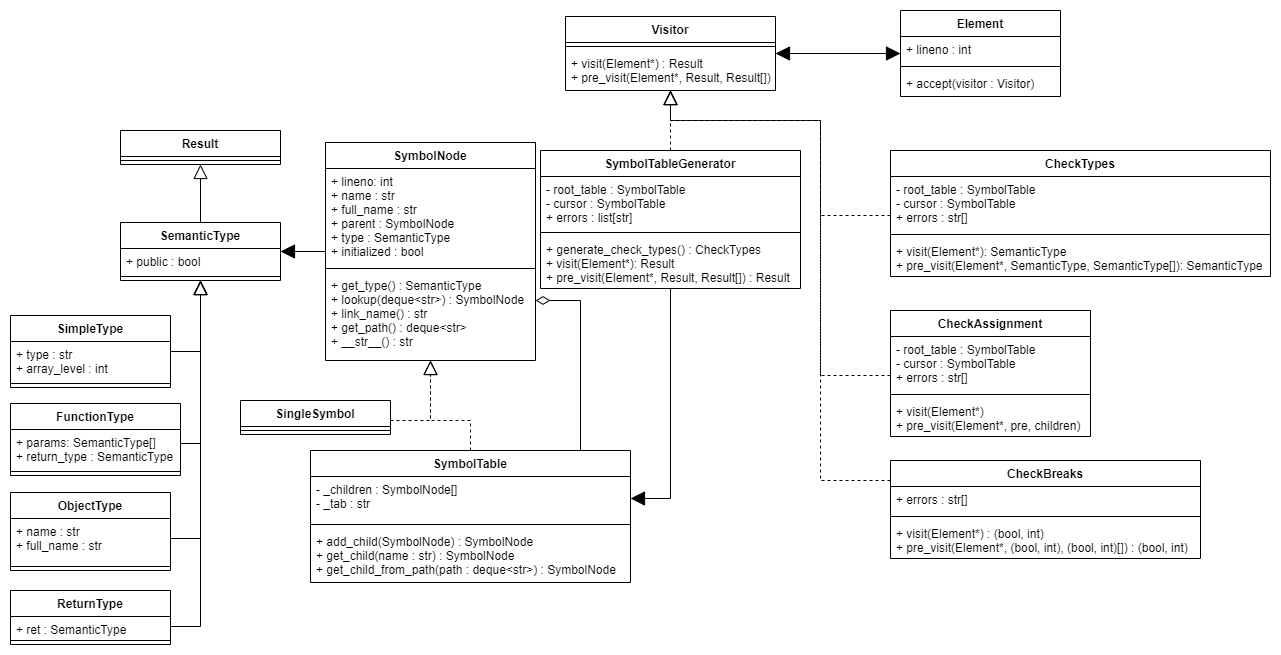 Visitor
+ visit(Element*) : Result
+ pre_visit(Element*, Result, Result[])
Element
+ lineno : int
+ accept(visitor : Visitor)
Result
SemanticType
+ public : bool
SymbolNode
+ lineno: int
+ name : str
+ full_name : str
+ parent : SymbolNode
+ type : SemanticType
+ initialized : bool
+ get_type() : SemanticType
+ lookup(deque<str>) : SymbolNode
+ link_name() : str
+ get_path() : deque<str>
+ __str__() : str
SymbolTableGenerator
- root_table : SymbolTable
- cursor : SymbolTable
+ errors : list[str]
+ generate_check_types() : CheckTypes
+ visit(Element*): Result
+ pre_visit(Element*, Result, Result[]) : Result
CheckTypes
- root_table : SymbolTable
- cursor : SymbolTable
+ errors : str[]
+ visit(Element*): SemanticType
+ pre_visit(Element*, SemanticType, SemanticType[]): SemanticType
SimpleType
+ type : str
+ array_level : int
CheckAssignment
- root_table : SymbolTable
- cursor : SymbolTable
+ errors : str[]
+ visit(Element*)
+ pre_visit(Element*, pre, children)
FunctionType
+ params: SemanticType[]
+ return_type : SemanticType
SingleSymbol
SymbolTable
- _children : SymbolNode[]
- _tab : str
+ add_child(SymbolNode) : SymbolNode
+ get_child(name : str) : SymbolNode
+ get_child_from_path(path : deque<str>) : SymbolNode
CheckBreaks
+ errors : str[]
+ visit(Element*) : (bool, int)
+ pre_visit(Element*, (bool, int), (bool, int)[]) : (bool, int)
ObjectType
+ name : str
+ full_name : str
ReturnType
+ ret : SemanticType